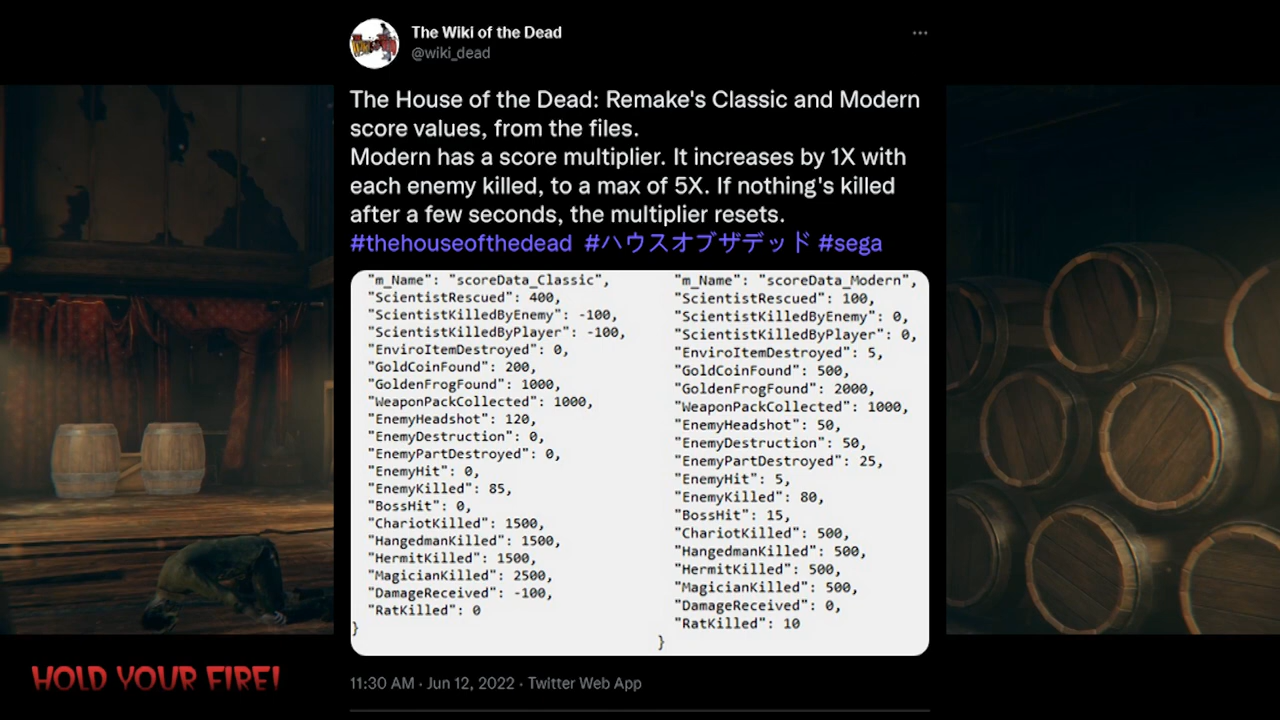 The Wiki of the Dead
@wiki_dead
The House of the Dead: Remake's Classic and Modern
score values, from the files.
Modern has a score multiplier. It increases by 1X with
each enemy killed, to a max of 5X. If nothing's killed
after a few seconds, the multiplier resets.
#thehouseofthedead #ハウスオブザデッド #sega
"m_Name": "scoreData_Classic",
"ScientistRescued": 400,
"ScientistKilledByEnemy": -100,
"ScientistKilledByPlayer": -100,
"EnviroItemDestroyed": 0,
"GoldCoinFound": 200,
"GoldenFrogFound": 1000,
"WeaponPackCollected": 1000,
"EnemyHeadshot": 120,
"EnemyDestruction": 0,
"EnemyPartDestroyed": 0,
"EnemyHit": 0,
"EnemyKilled": 85,
"BossHit": 0,
"ChariotKilled": 1500,
"HangedmanKilled": 1500,
"HermitKilled": 1500,
"MagicianKilled": 2500,
"DamageReceived": -100,
"RatKilled": 0
}
"m_Name": "scoreData_Modern",
"ScientistRescued": 100,
"ScientistKilledByEnemy": 0,
"ScientistKilledByPlayer": 0,
"EnviroItemDestroyed": 5,
"GoldCoinFound": 500,
"GoldenFrogFound": 2000,
"WeaponPackCollected": 1000,
"EnemyHeadshot": 50,
"EnemyDestruction": 50,
"EnemyPartDestroyed": 25,
"EnemyHit": 5,
"EnemyKilled": 80,
"BossHit": 15,
"ChariotKilled": 500,
"HangedmanKilled": 500,
"HermitKilled": 500,
"MagicianKilled": 500,
"DamageReceived": 0,
"RatKilled": 10
}
HOLD YOUR FIRE!
11:30 AM · Jun 12, 2022 · Twitter Web App